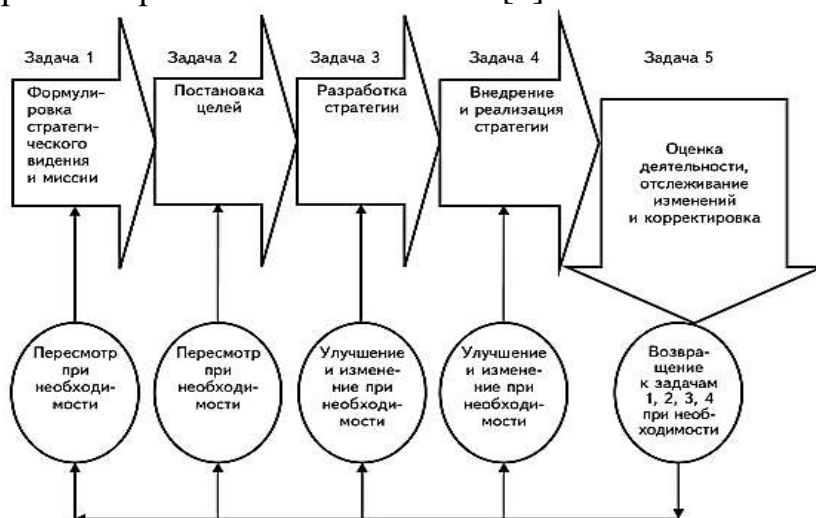 Задача 1
Задача 2
Задача 3
Задача 4
Задача 5
Формули-
ровка
стратеги-
ческого
видения
и миссии
Постановка
целей
Разработка
стратегии
Внедрение
и реализация
стратегии
Оценка
деятельности,
отслеживание
изменений
и корректировка
Пересмотр
при
необходи-
мости
Пересмотр
при
необходи-
мости
Улучшение
и измене-
ние при
необходи-
мости
Улучшение
и измене-
ние при
необходи-
мости
Возвра-
щение
к задачам
1, 2, 3, 4
при необ-
ходимости